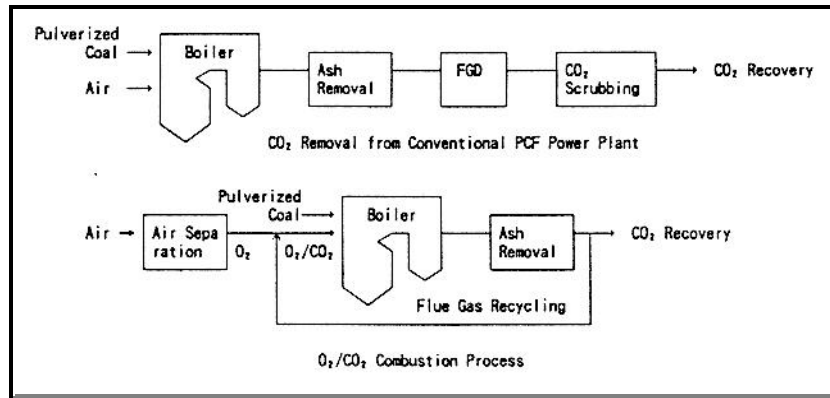 Pulverized
Coal
Boiler
Air
Ash
Removal
FGD
CO₂
Scrubbing
CO₂ Recovery
CO₂ Removal from Conventional PCF Power Plant
Pulverized
Coal
Boiler
Air
Air Sepa
ration
O₂
O₂/CO₂
Ash
Removal
CO₂ Recovery
Flue Gas Recycling
O₂/CO₂ Combustion Process